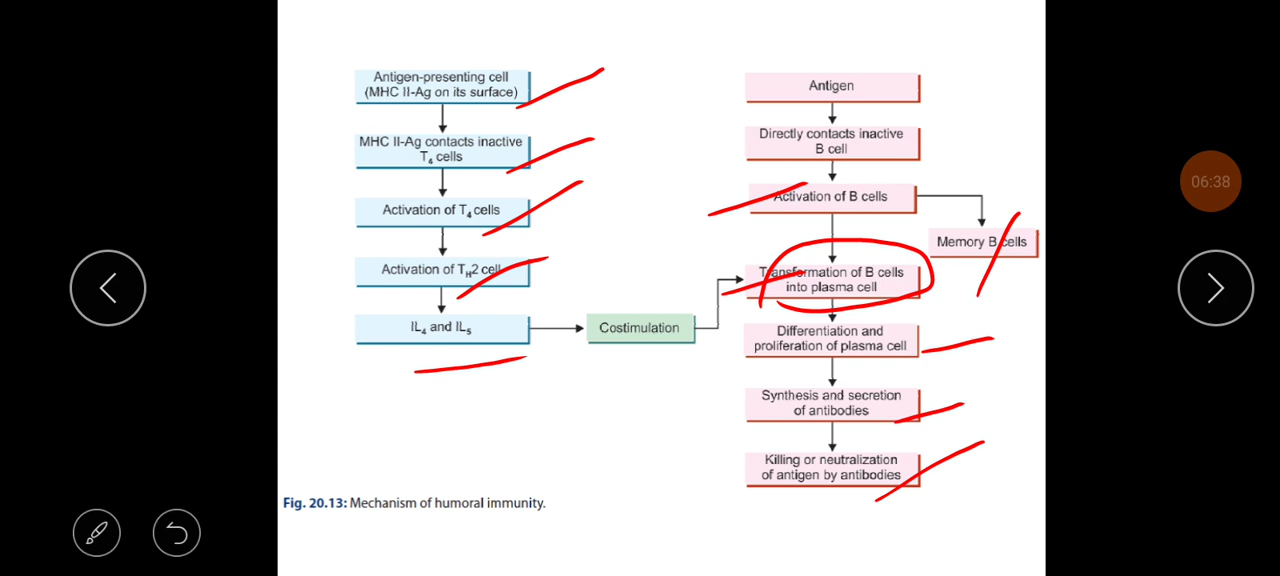 Antigen-presenting cell
(MHC II-Ag on its surface)
MHC II-Ag contacts inactive
T₄ cells
Activation of T₄ cells
Activation of TH2 cell
IL₄ and IL₅
Costimulation
Antigen
Directly contacts inactive
B cell
Activation of B cells
Memory B cells
Transformation of B cells
into plasma cell
Differentiation and
proliferation of plasma cell
Synthesis and secretion
of antibodies
Killing or neutralization
of antigen by antibodies
Fig. 20.13: Mechanism of humoral immunity.
06:38